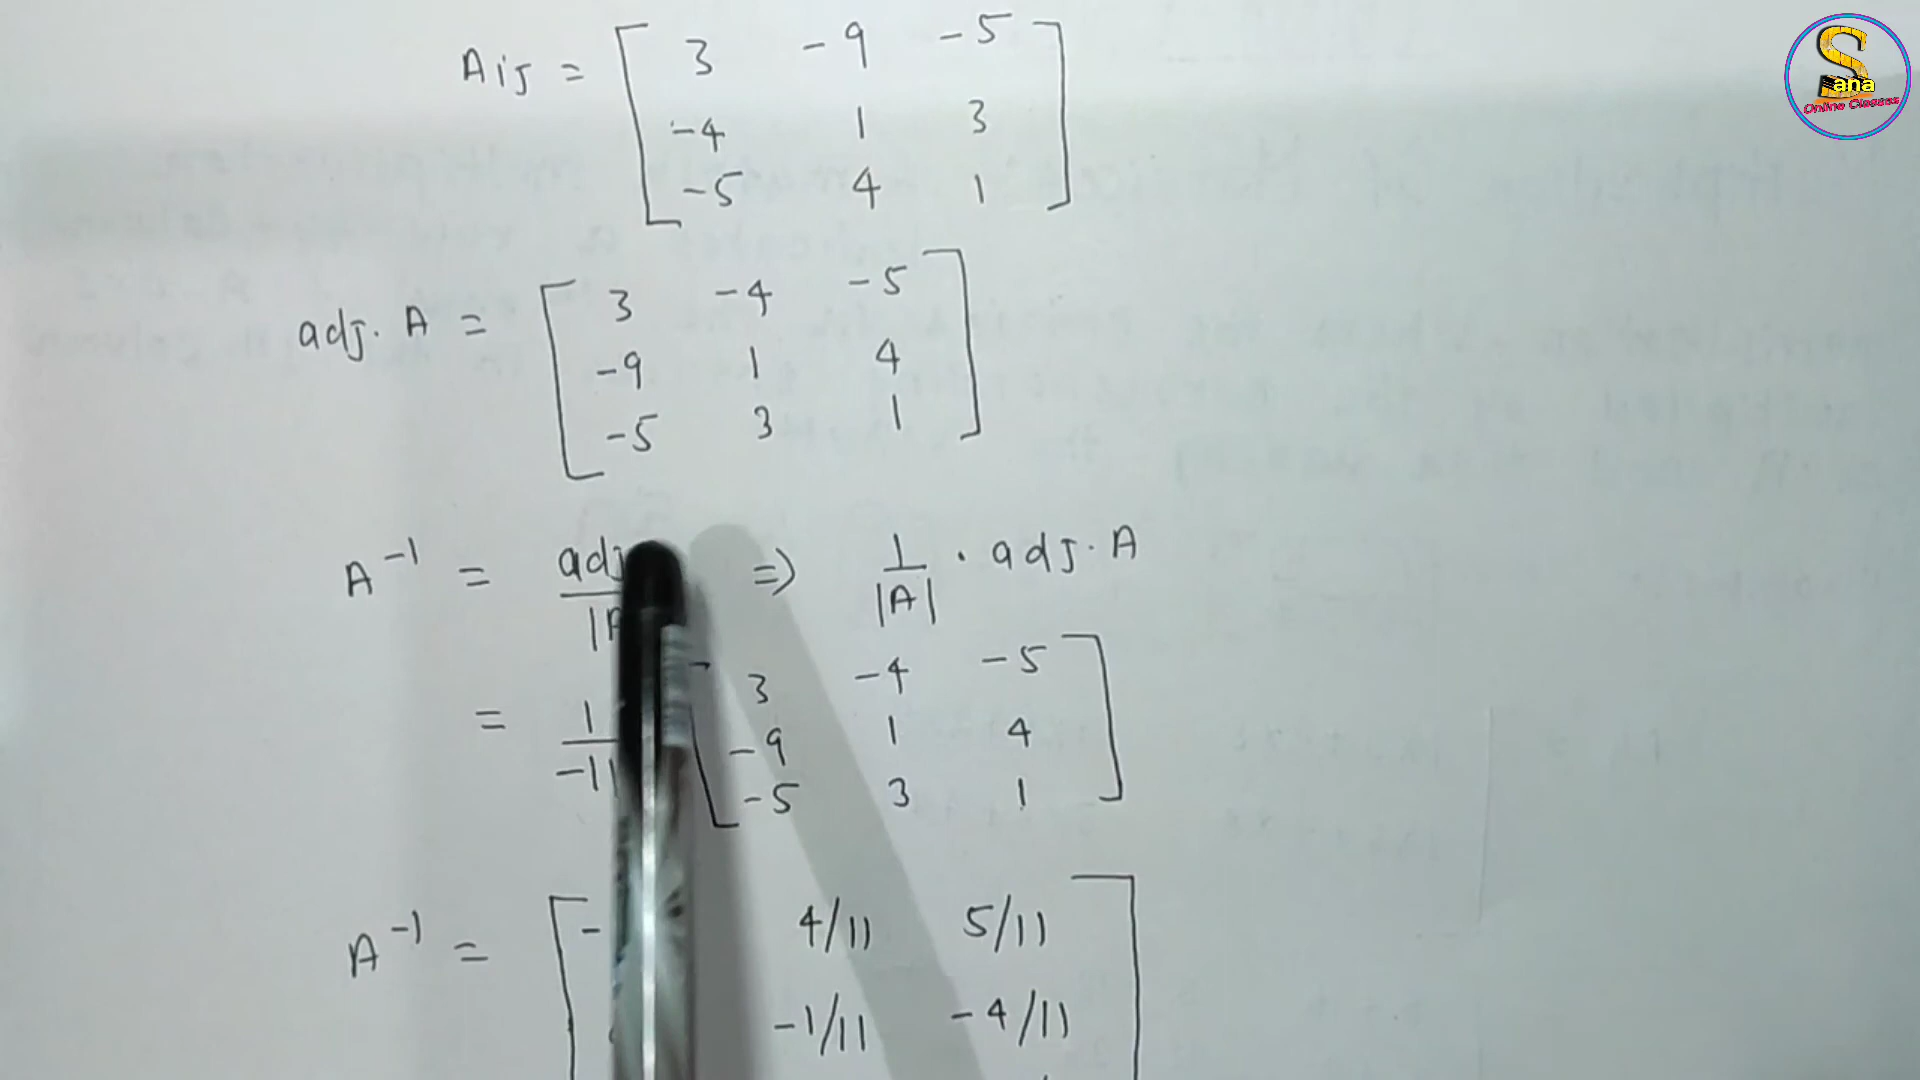 Sana
Online Classes
Aij = [ 3 -9 -5
-4 1 3
-5 4 1 ]
adj. A = [ 3 -4 -5
-9 1 4
-5 3 1 ]
A⁻¹ = adj / |A ⇒ 1/|A| . adj. A
= 1/-11 [ 3 -4 -5
-9 1 4
-5 3 1 ]
A⁻¹ = [ - 4/11 5/11
-1/11 -4/11 ]